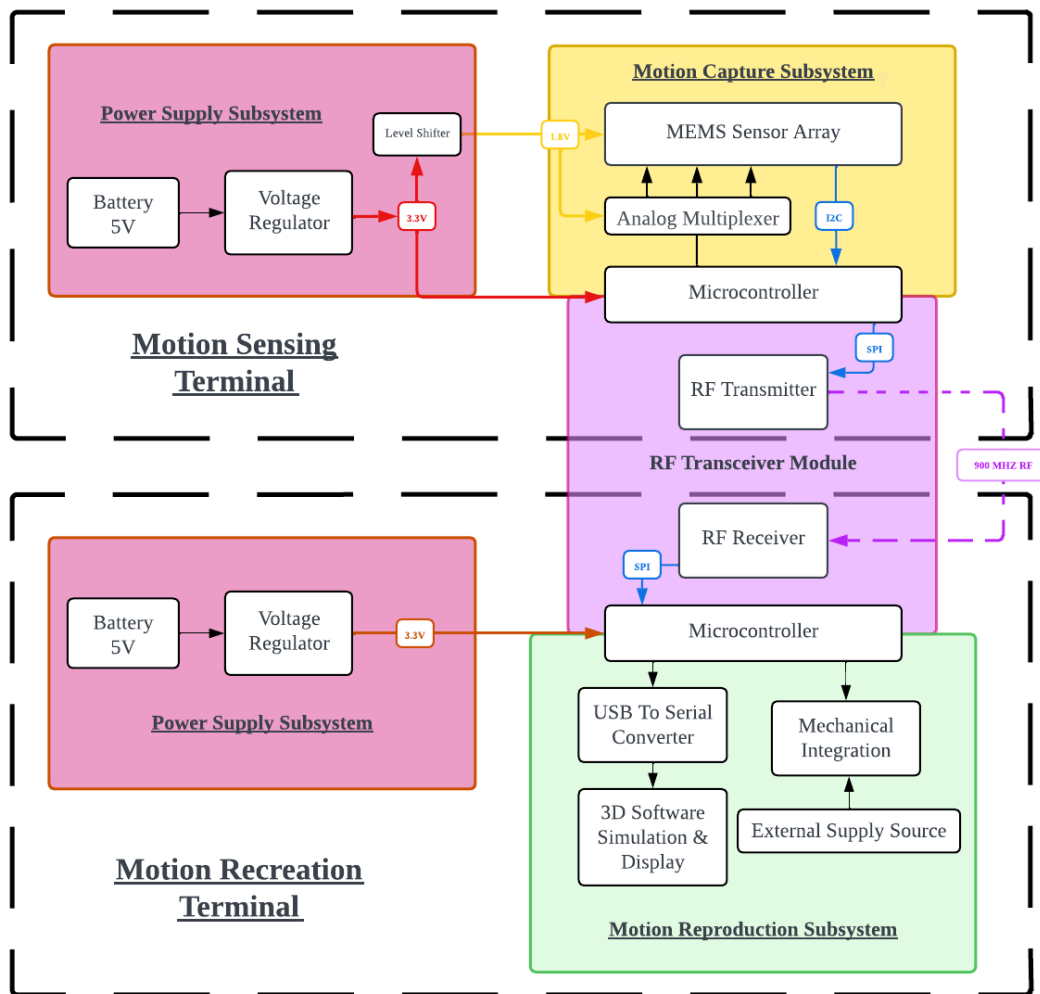 Motion Capture Subsystem
Power Supply Subsystem
Level Shifter
1.8V
MEMS Sensor Array
Battery
5V
Voltage
Regulator
3.3V
Analog Multiplexer
I2C
Microcontroller
Motion Sensing
Terminal
SPI
RF Transmitter
RF Transceiver Module
900 MHZ RF
RF Receiver
SPI
Battery
5V
Voltage
Regulator
3.3V
Microcontroller
Power Supply Subsystem
USB To Serial
Converter
Mechanical
Integration
3D Software
Simulation &
Display
External Supply Source
Motion Recreation
Terminal
Motion Reproduction Subsystem